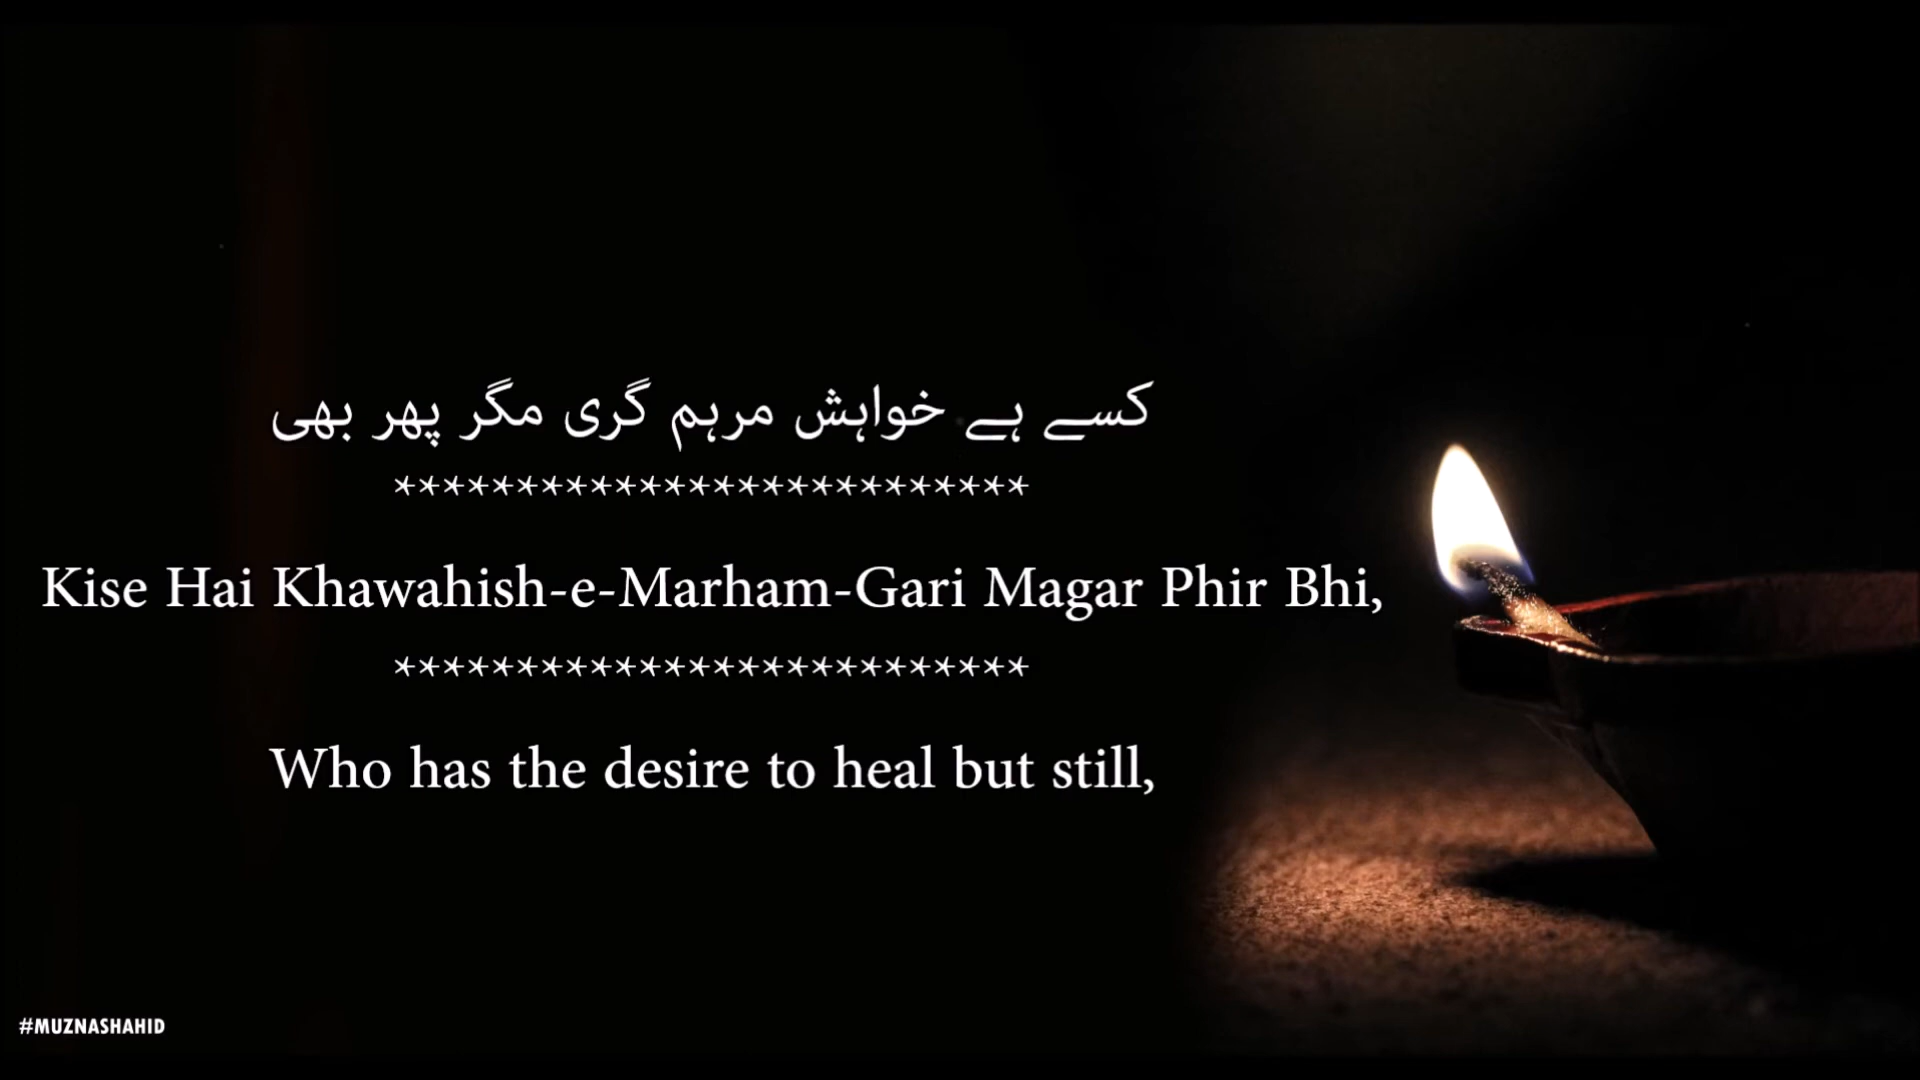 کسے ہے خواہش مرہم گری مگر پھر بھی
**************************
Kise Hai Khawahish-e-Marham-Gari Magar Phir Bhi,
**************************
Who has the desire to heal but still,
#MUZNASHAHID